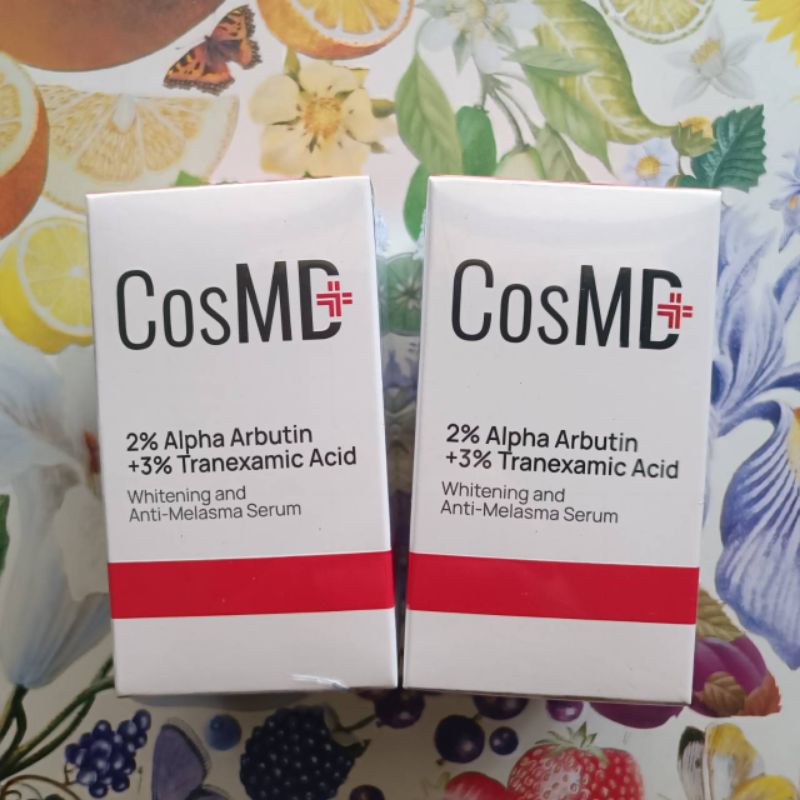 CosMD
2% Alpha Arbutin
+3% Tranexamic Acid
Whitening and
Anti-Melasma Serum
CosMD
2% Alpha Arbutin
+3% Tranexamic Acid
Whitening and
Anti-Melasma Serum